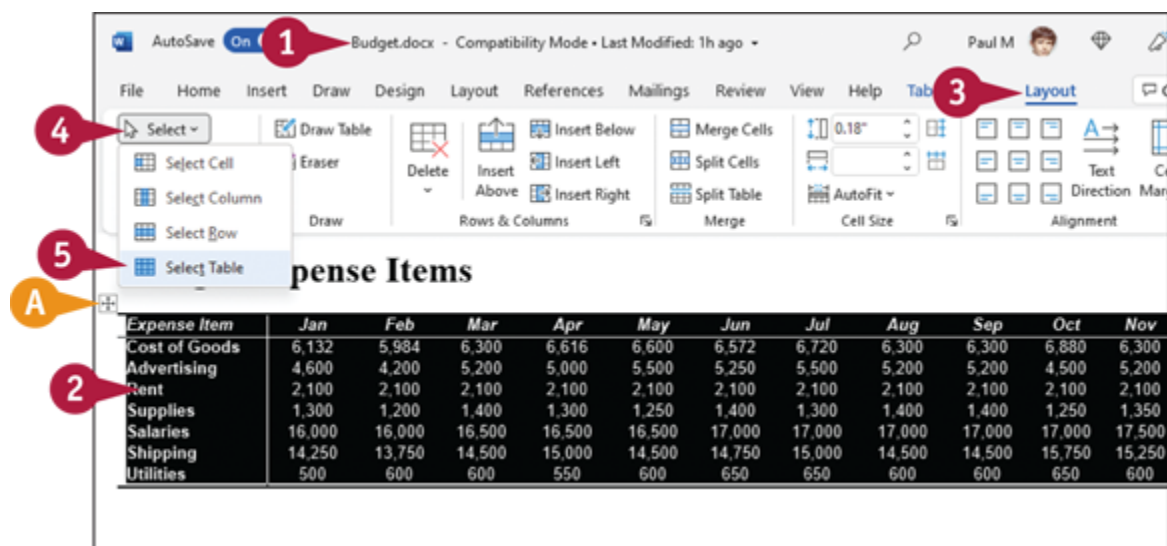 AutoSave On 1 Budget.docx - Compatibility Mode • Last Modified: 1h ago Paul M
File Home Insert Draw Design Layout References Mailings Review View Help 3 Layout
4 Select Draw Table Insert Below Merge Cells 0.18"
Select Cell Eraser Delete Insert Above Insert Left Split Cells Text Direction
Select Column Insert Right Split Table AutoFit
Select Row Draw Rows & Columns Merge Cell Size Alignment
5 Select Table
pense Items
A
Expense Item Jan Feb Mar Apr May Jun Jul Aug Sep Oct Nov
Cost of Goods 6,132 5,984 6,300 6,616 6,600 6,572 6,720 6,300 6,300 6,880 6,300
Advertising 4,600 4,200 5,200 5,000 5,500 5,250 5,500 5,200 5,200 4,500 5,200
2 Rent 2,100 2,100 2,100 2,100 2,100 2,100 2,100 2,100 2,100 2,100 2,100
Supplies 1,300 1,200 1,400 1,300 1,250 1,400 1,300 1,400 1,400 1,250 1,350
Salaries 16,000 16,000 16,500 16,500 16,500 17,000 17,000 17,000 17,000 17,000 17,500
Shipping 14,250 13,750 14,500 15,000 14,500 14,750 15,000 14,500 14,500 15,750 15,250
Utilities 500 600 600 550 600 650 650 600 600 650 600